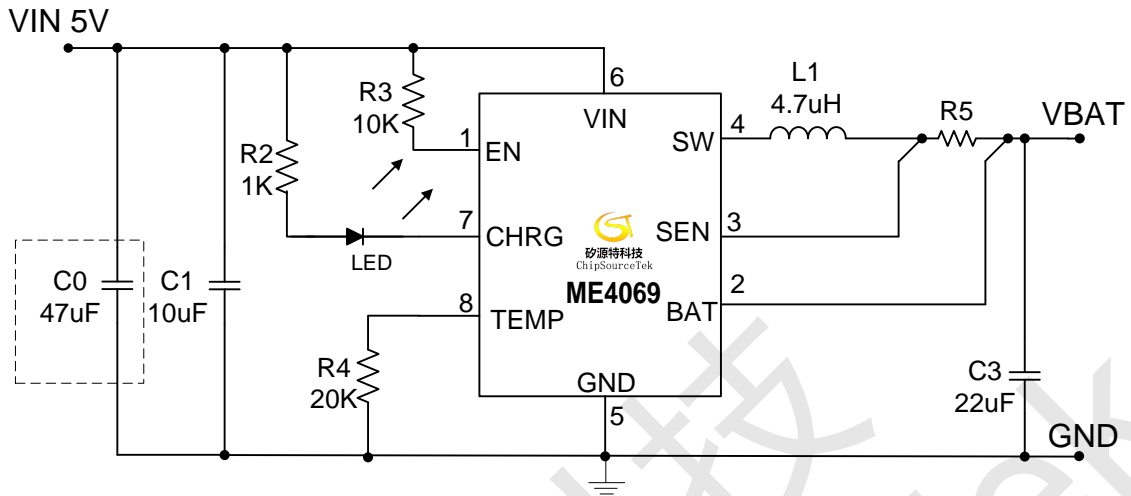 VIN 5V
R3
10K
R2
1K
LED
C0
47uF
C1
10uF
R4
20K
6
VIN
1
EN
7
CHRG
8
TEMP
SW
4
SEN
3
BAT
2
GND
5
矽源特科技
ChipSourceTek
ME4069
L1
4.7uH
R5
VBAT
C3
22uF
GND
技